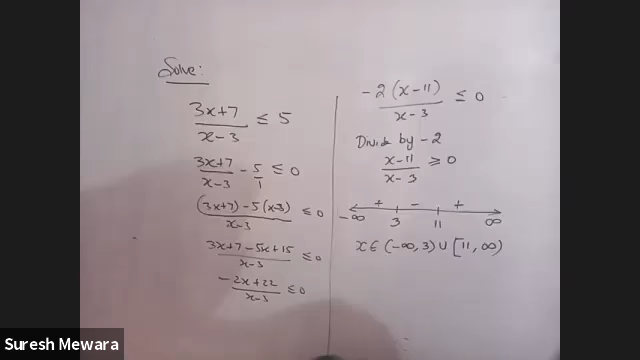 Solve:
3x+7/x-3 ≤ 5
3x+7/x-3 - 5/1 ≤ 0
(3x+7)-5(x-3)/x-3 ≤ 0
3x+7-5x+15/x-3 ≤ 0
-2x+22/x-3 ≤ 0
-2(x-11)/x-3 ≤ 0
Divide by -2
x-11/x-3 ≥ 0
+ - +
-∞ 3 11 ∞
x∈(-∞,3)∪[11,∞)
Suresh Mewara